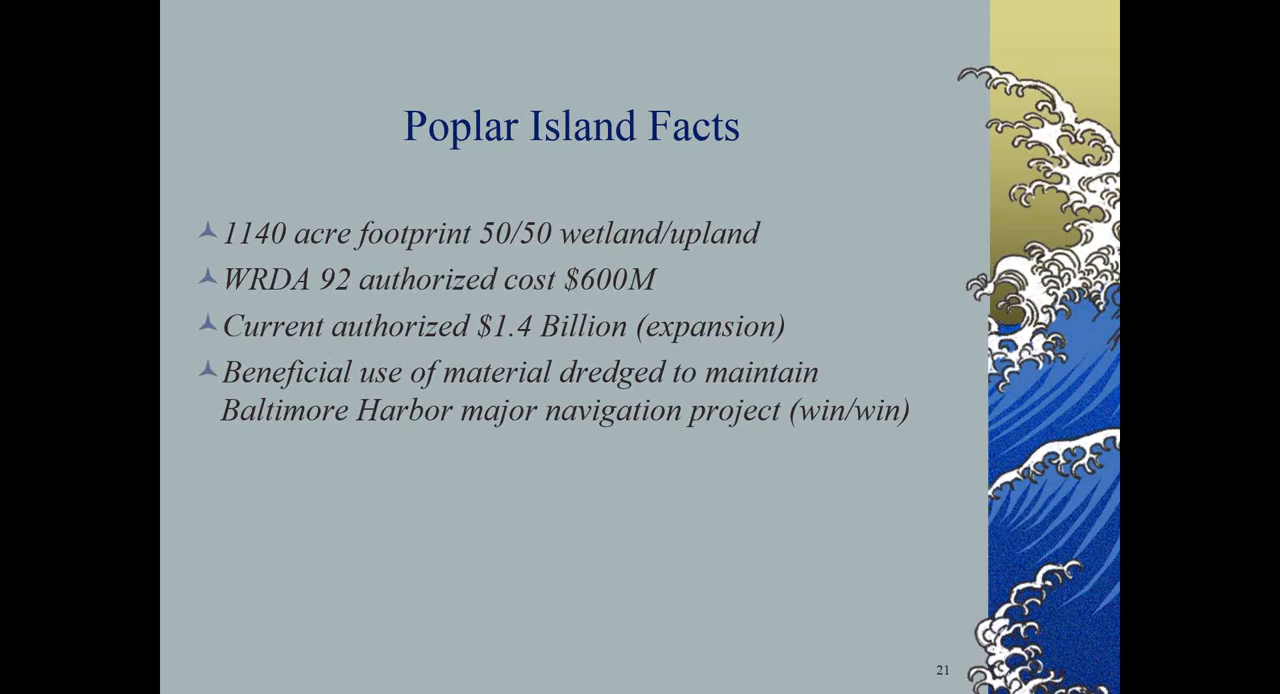 Poplar Island Facts
1140 acre footprint 50/50 wetland/upland
WRDA 92 authorized cost $600M
Current authorized $1.4 Billion (expansion)
Beneficial use of material dredged to maintain
Baltimore Harbor major navigation project (win/win)
21